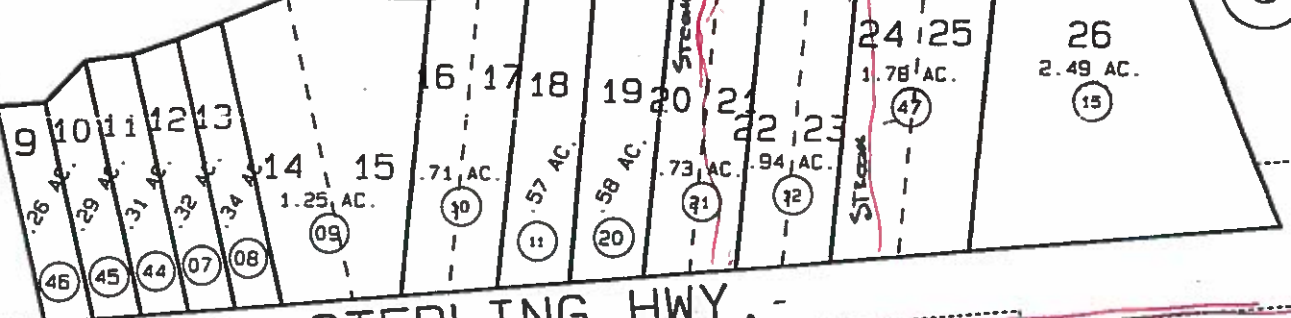 9 10 11 12 13 14 15 16 17 18 19 20 21 22 23 24 25 26
.26 AC. .29 AC. .31 AC. .32 AC. .34 AC. 1.25 AC. .71 AC. .57 AC. .58 AC. .73 AC. .94 AC. 1.78 AC. 2.49 AC.
46 45 44 07 08 09 10 11 20 47 15
Stream
Stream
STERLING HWY.